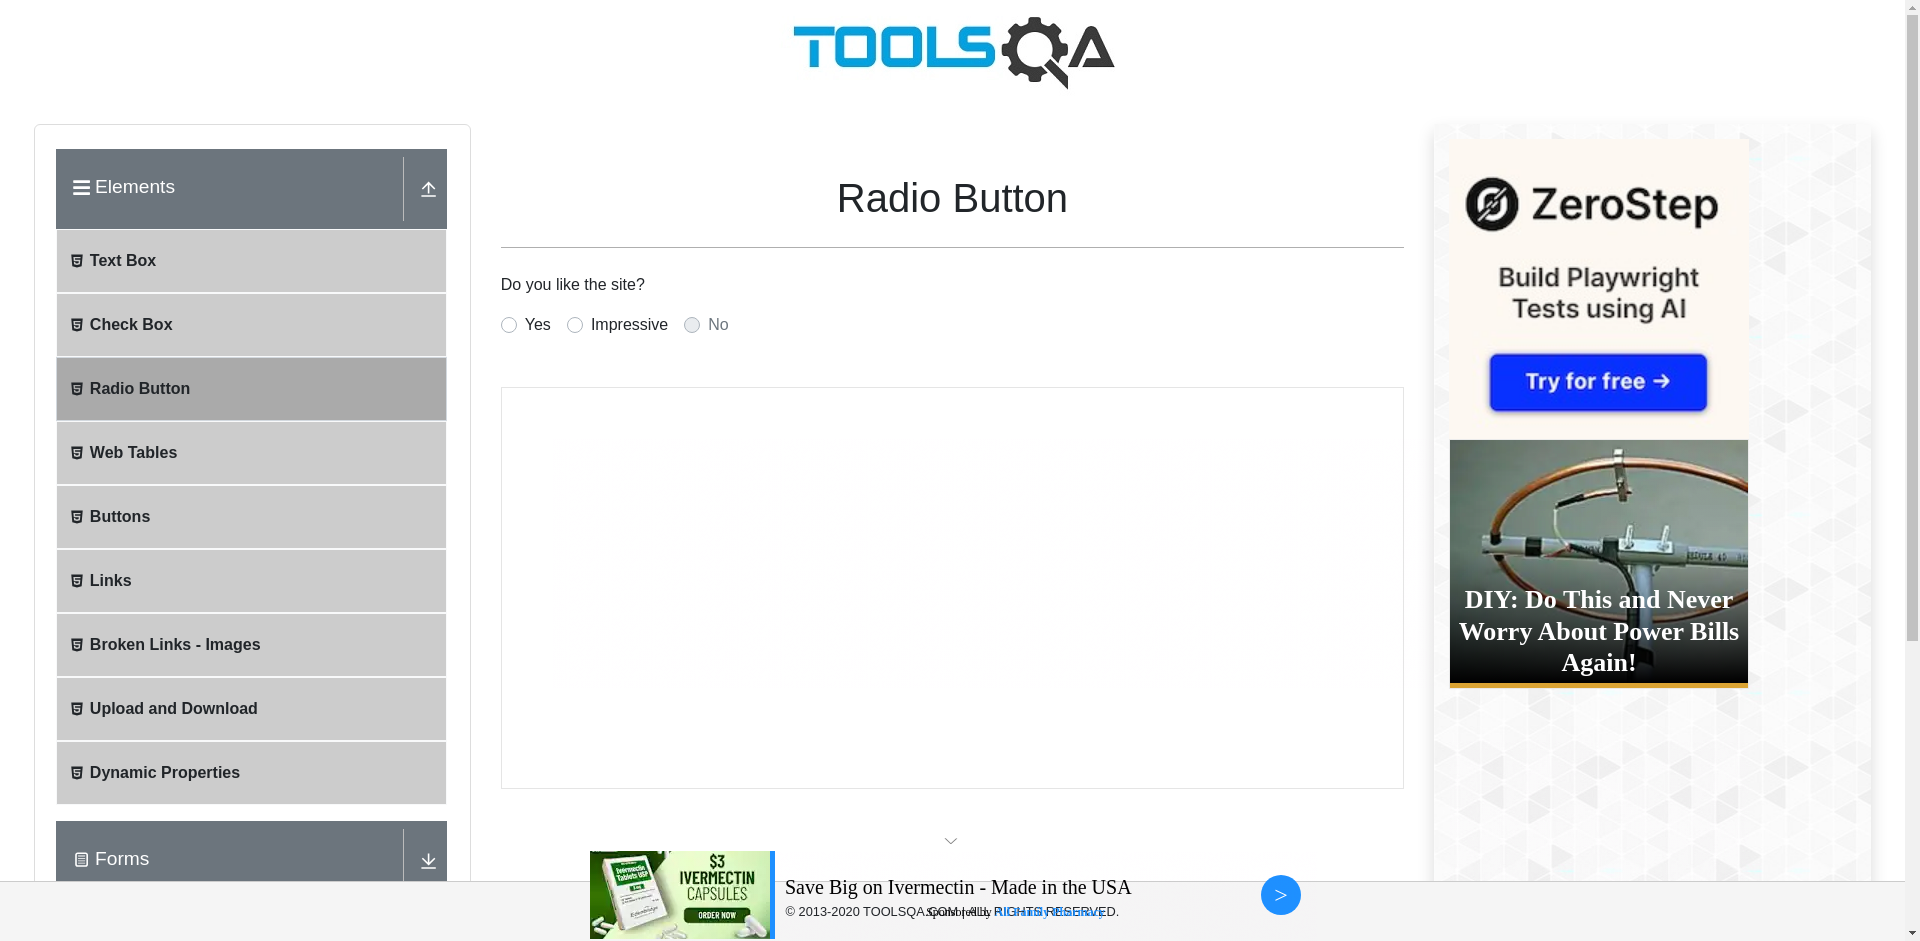 TOOLSQA
Elements
Text Box
Check Box
Radio Button
Web Tables
Buttons
Links
Broken Links - Images
Upload and Download
Dynamic Properties
Forms
Radio Button
Do you like the site?
Yes
Impressive
No
ZeroStep
Build Playwright
Tests using AI
Try for free →
DIY: Do This and Never
Worry About Power Bills
Again!
$3
IVERMECTIN
CAPSULES
ORDER NOW
Save Big on Ivermectin - Made in the USA
© 2013-2020 TOOLSQA.COM | ALL RIGHTS RESERVED.
>